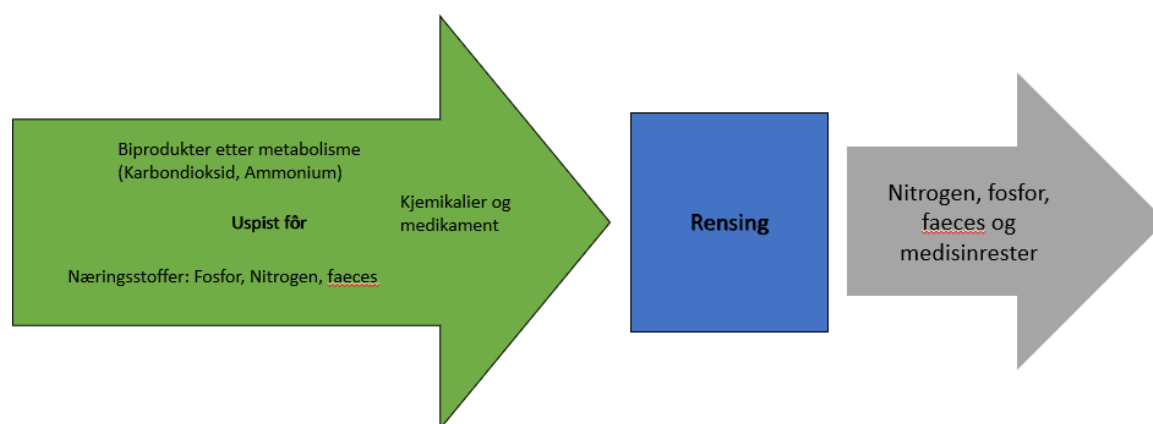 Biprodukter etter metabolisme
(Karbondioksid, Ammonium)
Uspist fôr
Kjemikalier og
medikament
Næringsstoffer: Fosfor, Nitrogen, faeces
Rensing
Nitrogen, fosfor,
faeces og
medisinrester